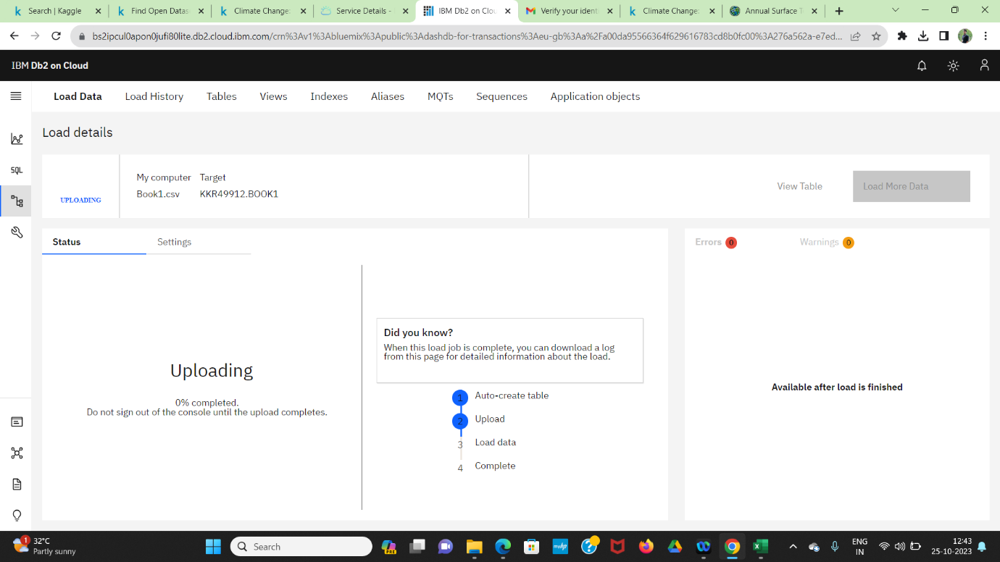 Search | Kaggle
Find Open Datas
Climate Change:
Service Details -
IBM Db2 on Clou
Verify your identi
Climate Change:
Annual Surface T
bs2ipcul0apon0jufi80lite.db2.cloud.ibm.com/crn%3Av1%3Abluemix%3Apublic%3Adashdb-for-transactions%3Aeu-gb%3Aa%2Fa00da95566364f629616783cd8b0fc00%3A276a562a-e7ed...
IBM Db2 on Cloud
Load Data Load History Tables Views Indexes Aliases MQTs Sequences Application objects
Load details
UPLOADING
My computer Target
Book1.csv KKR49912.BOOK1
View Table
Load More Data
SQL
Status Settings
Errors 0 Warnings 0
Uploading
0% completed.
Do not sign out of the console until the upload completes.
Did you know?
When this load job is complete, you can download a log
from this page for detailed information about the load.
1 Auto-create table
2 Upload
3 Load data
4 Complete
Available after load is finished
1
32°C
Partly sunny
Search
PRE
myhp
ENG
IN
12:43
25-10-2023